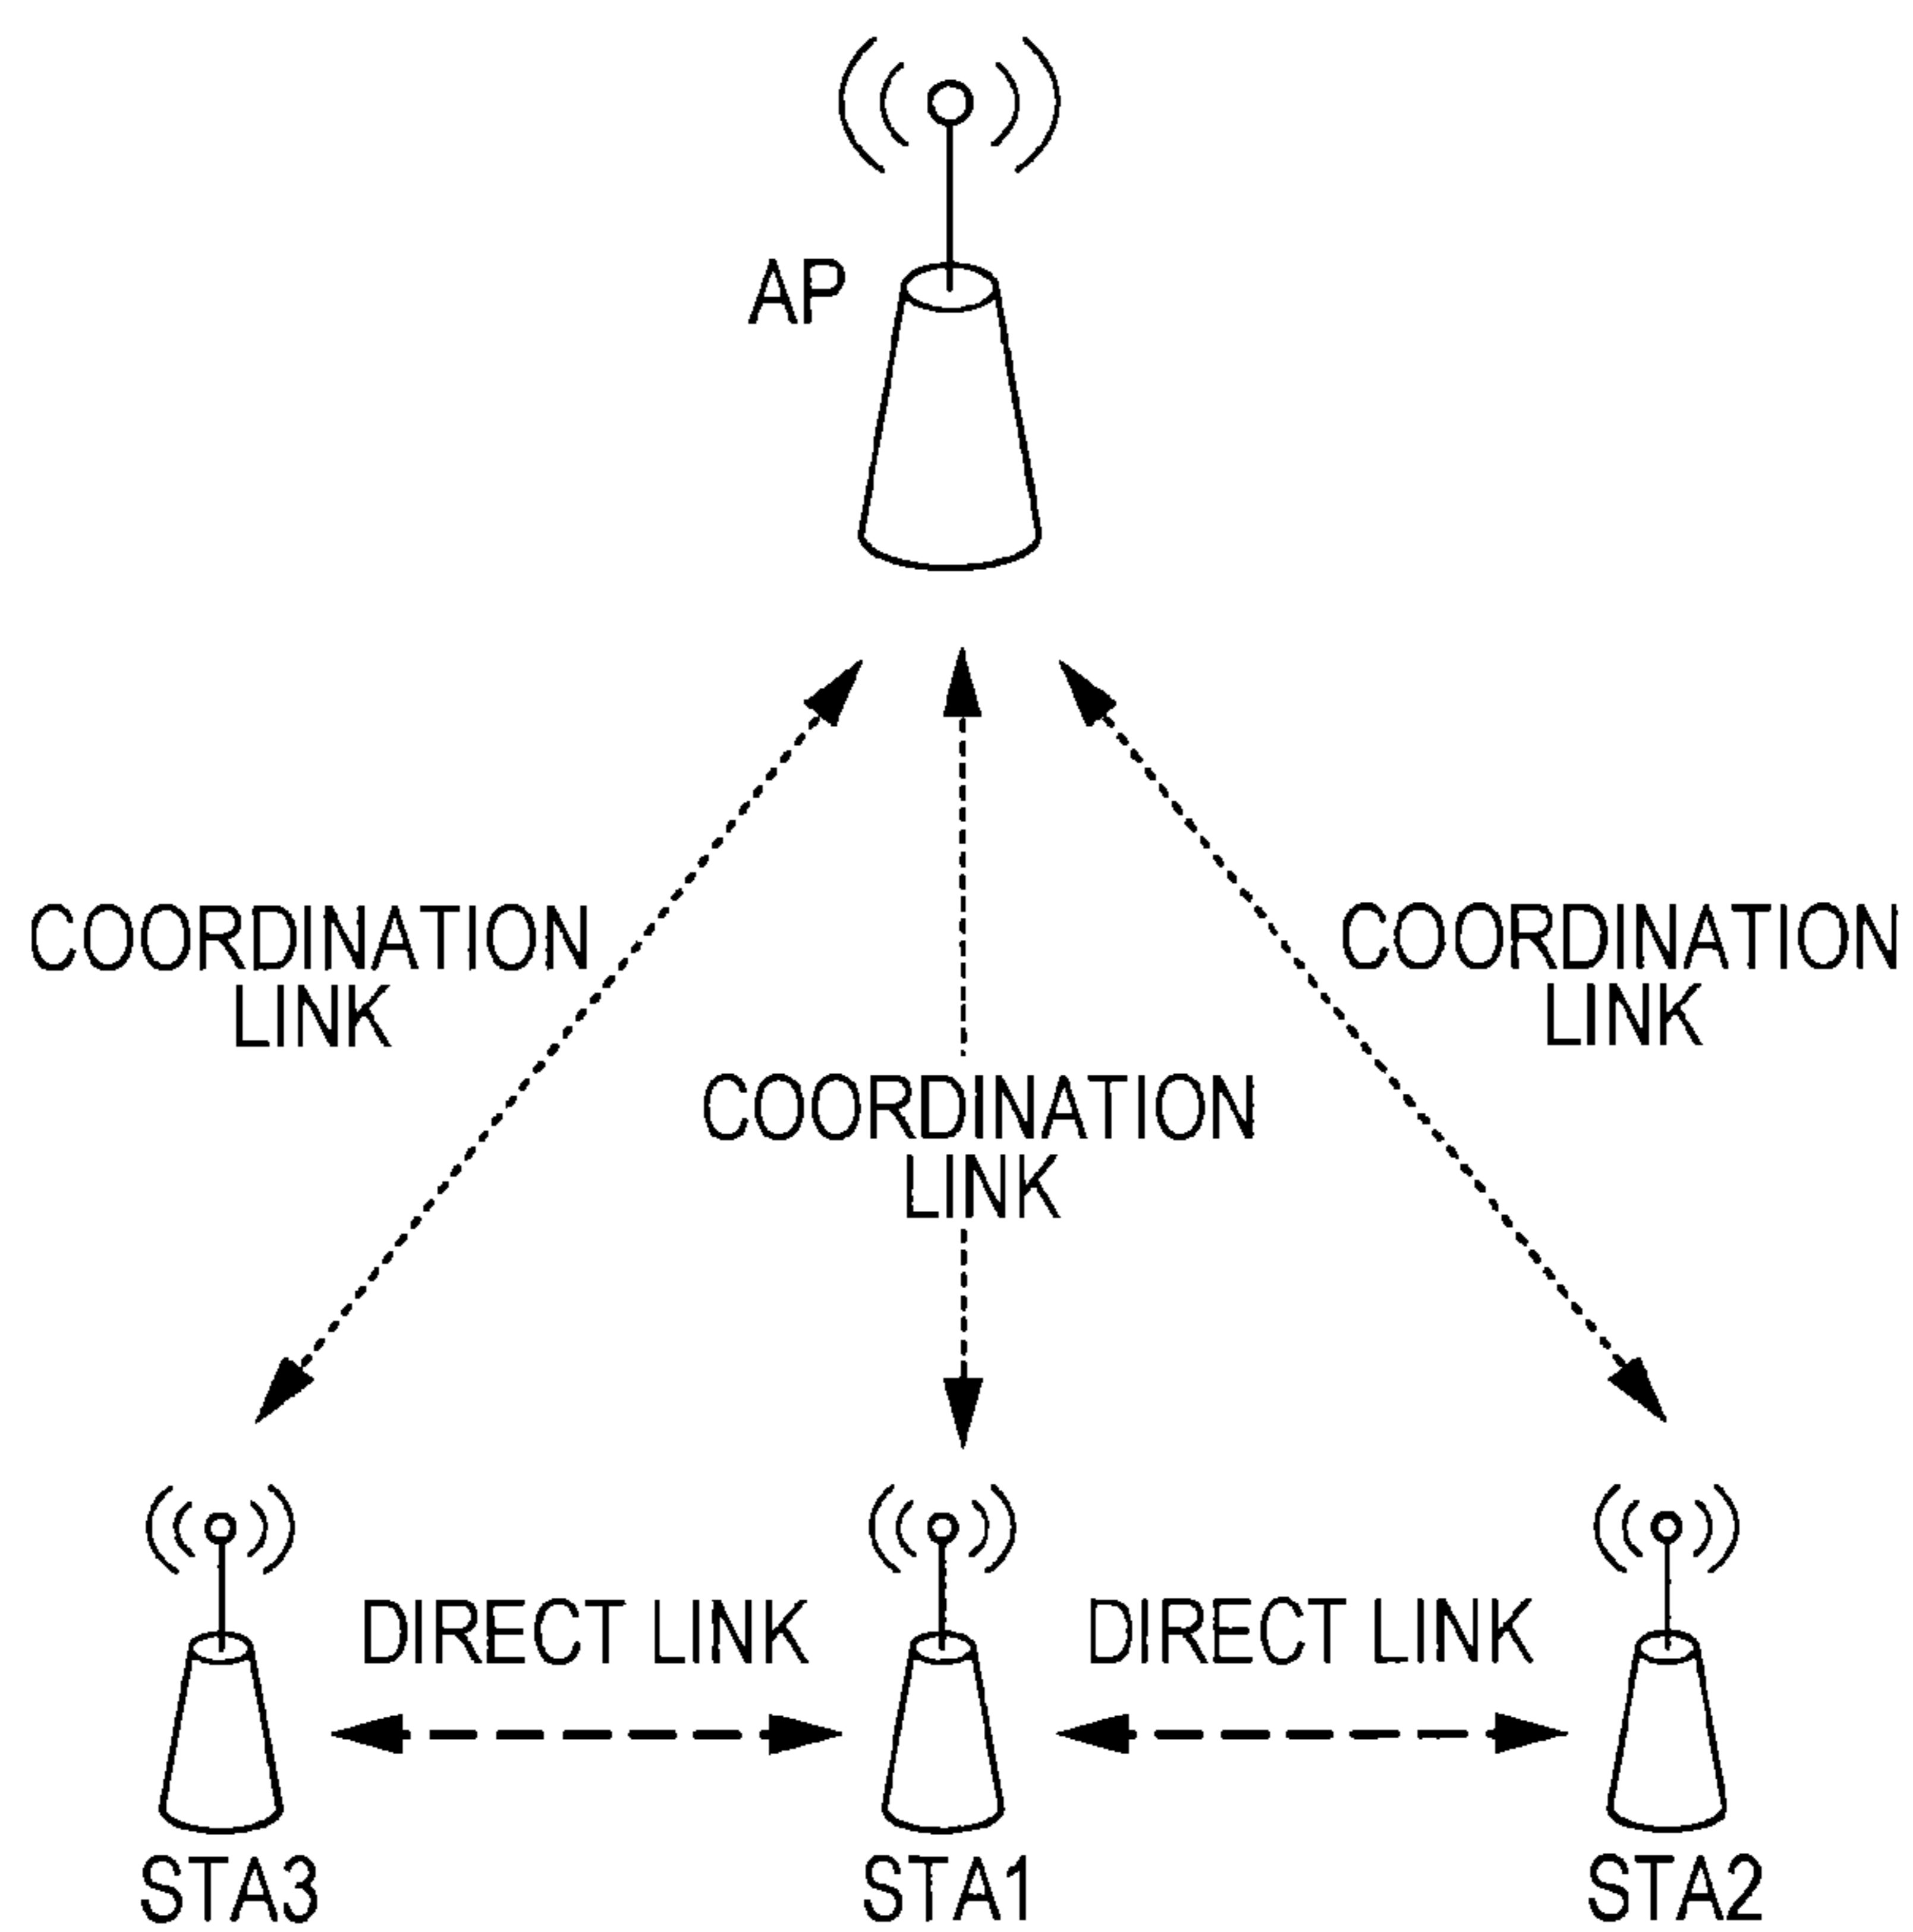 AP
COORDINATION
LINK
COORDINATION
LINK
COORDINATION
LINK
DIRECT LINK
DIRECT LINK
STA3
STA1
STA2